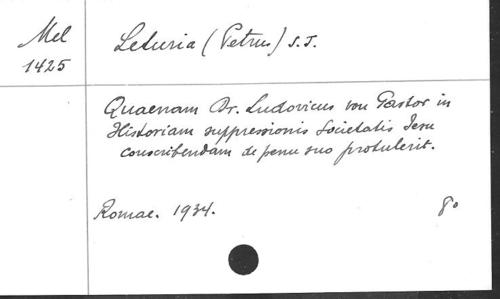 Mel
1425
Leturia (Petrus) S.J.
Quaenam Dr. Ludovicus von Pastor in
Historiam suppressionis Societatis Jesu
conscribendam de penu suo protulerit.
Romae. 1934.
8o